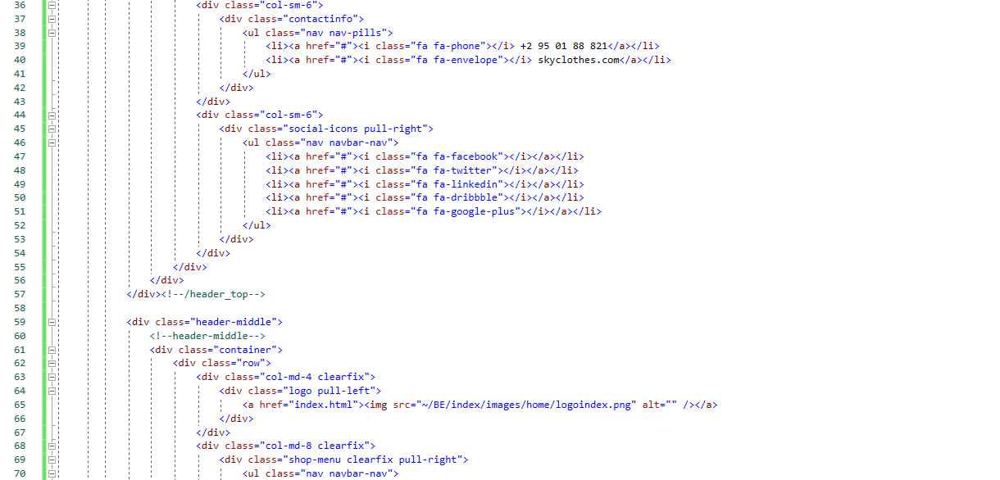 36 <div class="col-sm-6">
37 <div class="contactinfo">
38 <ul class="nav nav-pills">
39 <li><a href="#"><i class="fa fa-phone"></i> +2 95 01 88 821</a></li>
40 <li><a href="#"><i class="fa fa-envelope"></i> skyclothes.com</a></li>
41 </ul>
42 </div>
43 </div>
44 <div class="col-sm-6">
45 <div class="social-icons pull-right">
46 <ul class="nav navbar-nav">
47 <li><a href="#"><i class="fa fa-facebook"></i></a></li>
48 <li><a href="#"><i class="fa fa-twitter"></i></a></li>
49 <li><a href="#"><i class="fa fa-linkedin"></i></a></li>
50 <li><a href="#"><i class="fa fa-dribbble"></i></a></li>
51 <li><a href="#"><i class="fa fa-google-plus"></i></a></li>
52 </ul>
53 </div>
54 </div>
55 </div>
56 </div>
57 </div><!--/header_top-->
58
59 <div class="header-middle">
60 <!--header-middle-->
61 <div class="container">
62 <div class="row">
63 <div class="col-md-4 clearfix">
64 <div class="logo pull-left">
65 <a href="index.html"><img src="~/BE/index/images/home/logoindex.png" alt="" /></a>
66 </div>
67 </div>
68 <div class="col-md-8 clearfix">
69 <div class="shop-menu clearfix pull-right">
70 <ul class="nav navbar-nav">